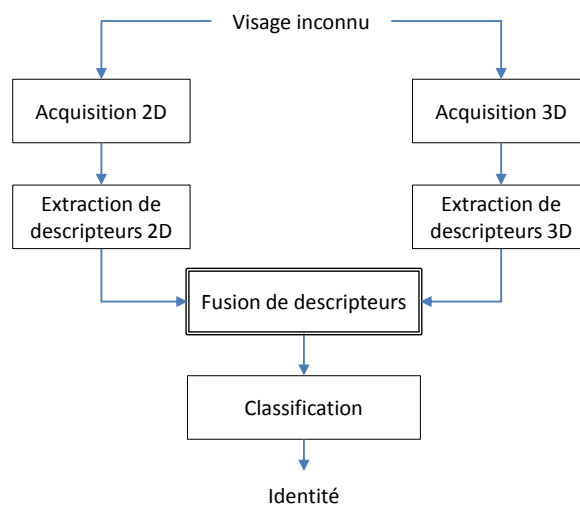 Visage inconnu
Acquisition 2D
Acquisition 3D
Extraction de
descripteurs 2D
Extraction de
descripteurs 3D
Fusion de descripteurs
Classification
Identité